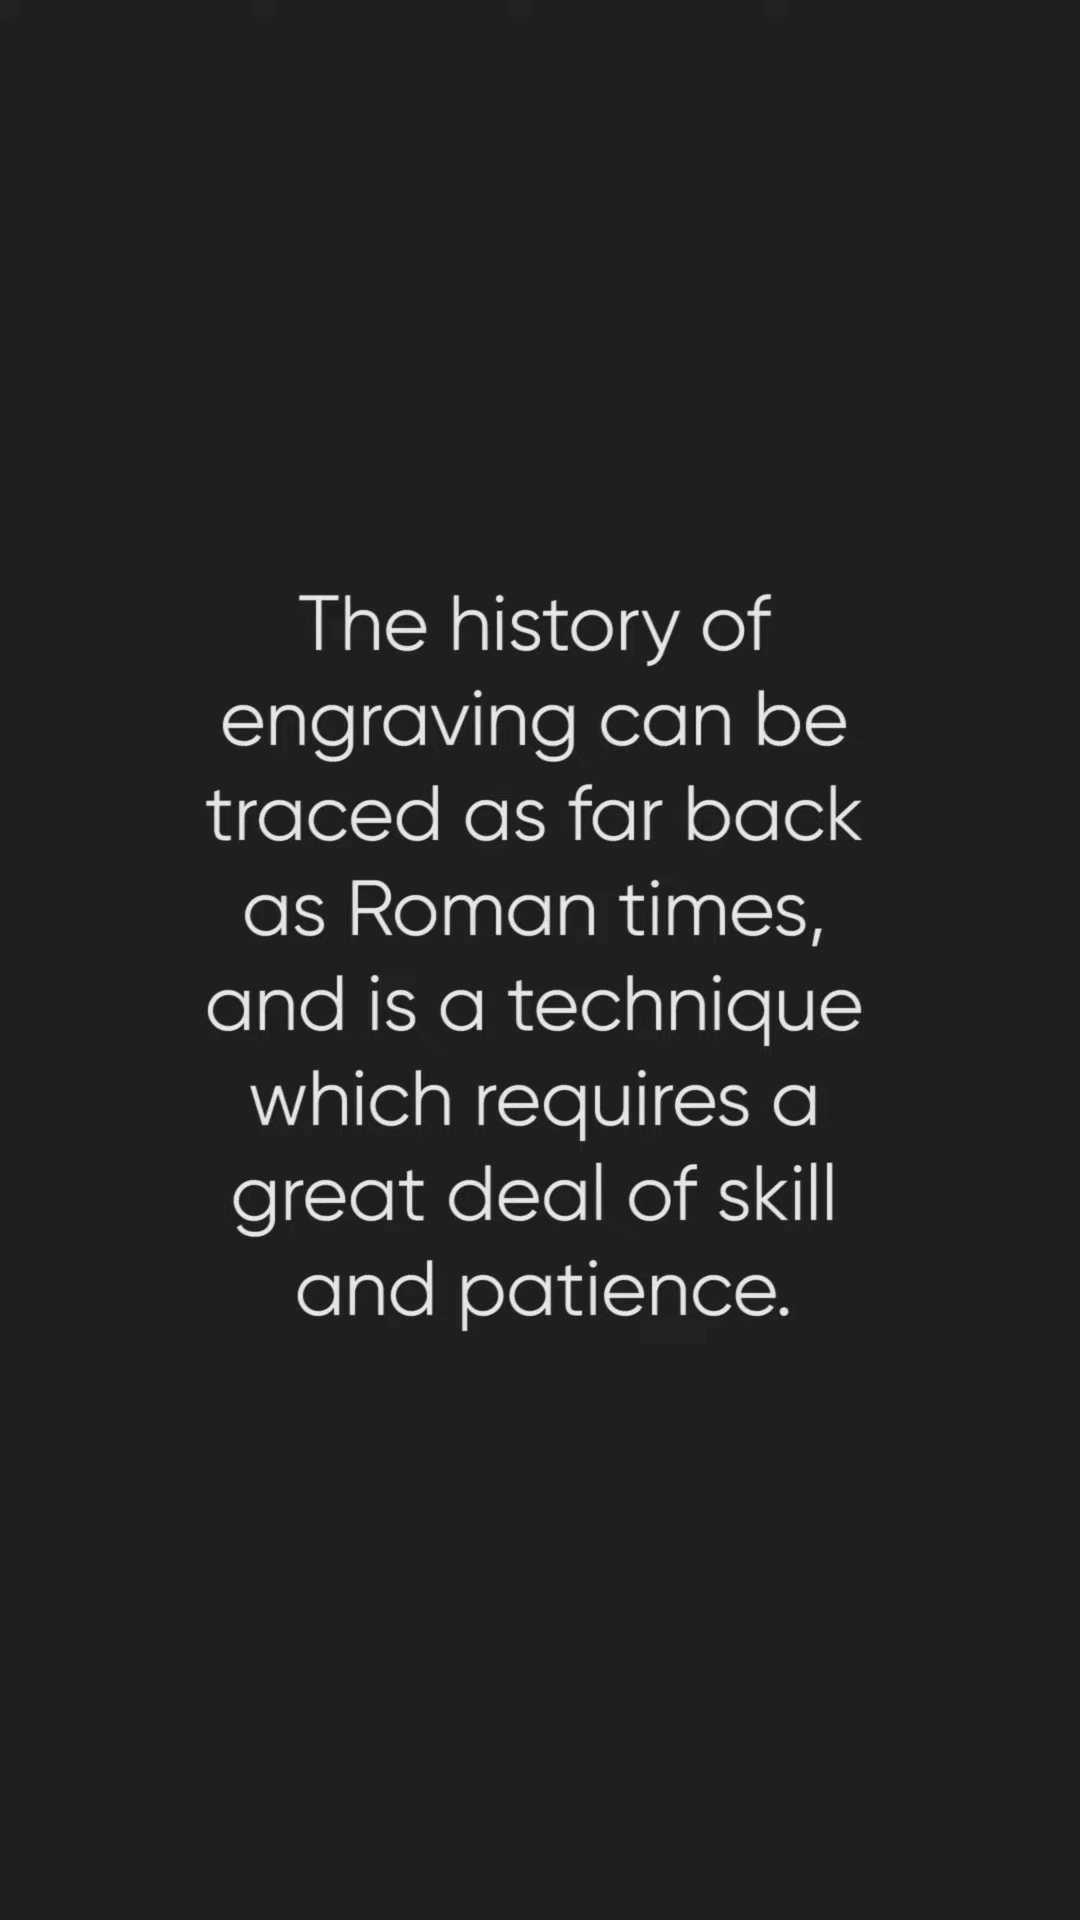 The history of
engraving can be
traced as far back
as Roman times,
and is a technique
which requires a
great deal of skill
and patience.